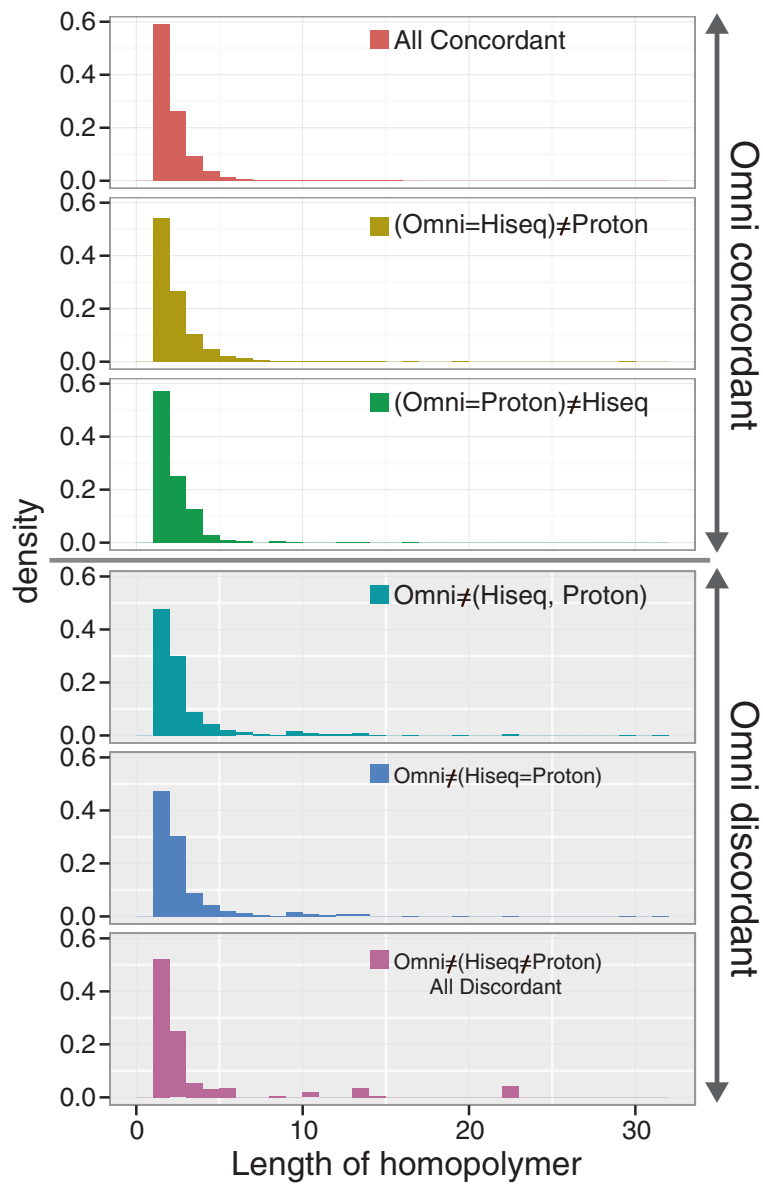 0.6
All Concordant
0.4
0.2
0.0
0.6
(Omni=Hiseq)≠Proton
0.4
0.2
0.0
0.6
(Omni=Proton)≠Hiseq
0.4
0.2
0.0
Omni concordant
density
0.6
Omni≠(Hiseq, Proton)
0.4
0.2
0.0
0.6
Omni≠(Hiseq=Proton)
0.4
0.2
0.0
0.6
Omni≠(Hiseq≠Proton)
All Discordant
0.4
0.2
0.0
Omni discordant
0 10 20 30
Length of homopolymer